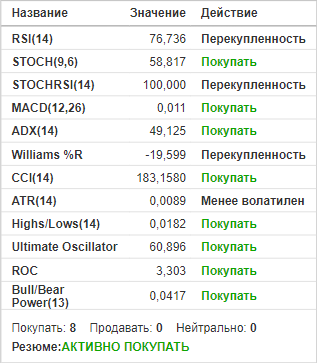 Название Значение Действие
RSI(14) 76,736 Перекупленность
STOCH(9,6) 58,817 Покупать
STOCHRSI(14) 100,000 Перекупленность
MACD(12,26) 0,011 Покупать
ADX(14) 49,125 Покупать
Williams %R -19,599 Перекупленность
CCI(14) 183,1580 Покупать
ATR(14) 0,0089 Менее волатилен
Highs/Lows(14) 0,0182 Покупать
Ultimate Oscillator 60,896 Покупать
ROC 3,303 Покупать
Bull/Bear
Power(13) 0,0417 Покупать
Покупать: 8 Продавать: 0 Нейтрально: 0
Резюме:АКТИВНО ПОКУПАТЬ